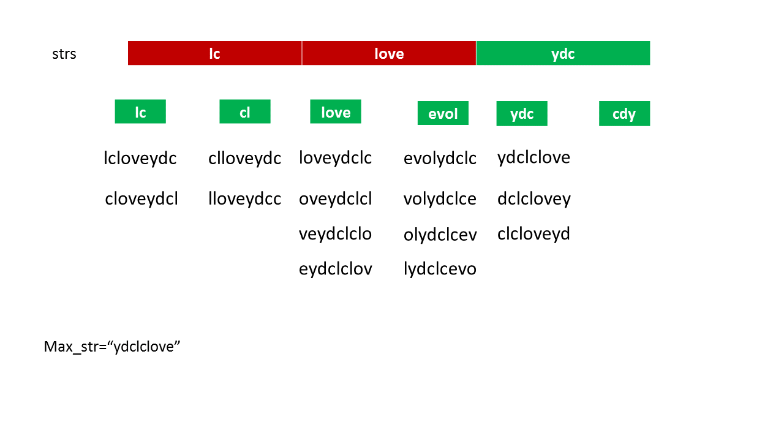 strs lc love ydc
lc cl love evol ydc cdy
lcloveydc clloveydc loveydclc evolydclc ydclclove
cloveydcl lloveydcc oveydclcl volydclce dclclovey
veydclclo olydclcev clcloveyd
eydclclov lydclcevo
Max_str=“ydclclove”